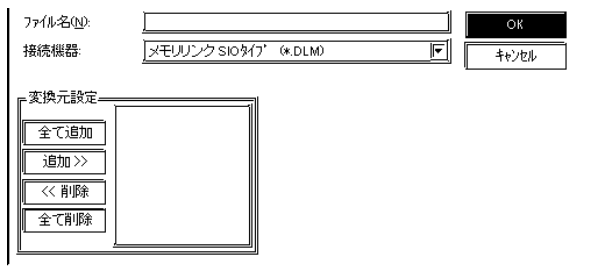 ファイル名(N):
OK
接続機器:
メモリリンク SIOタイプ (*.DLM)
キャンセル
変換元設定
全て追加
追加 >>
<< 削除
全て削除